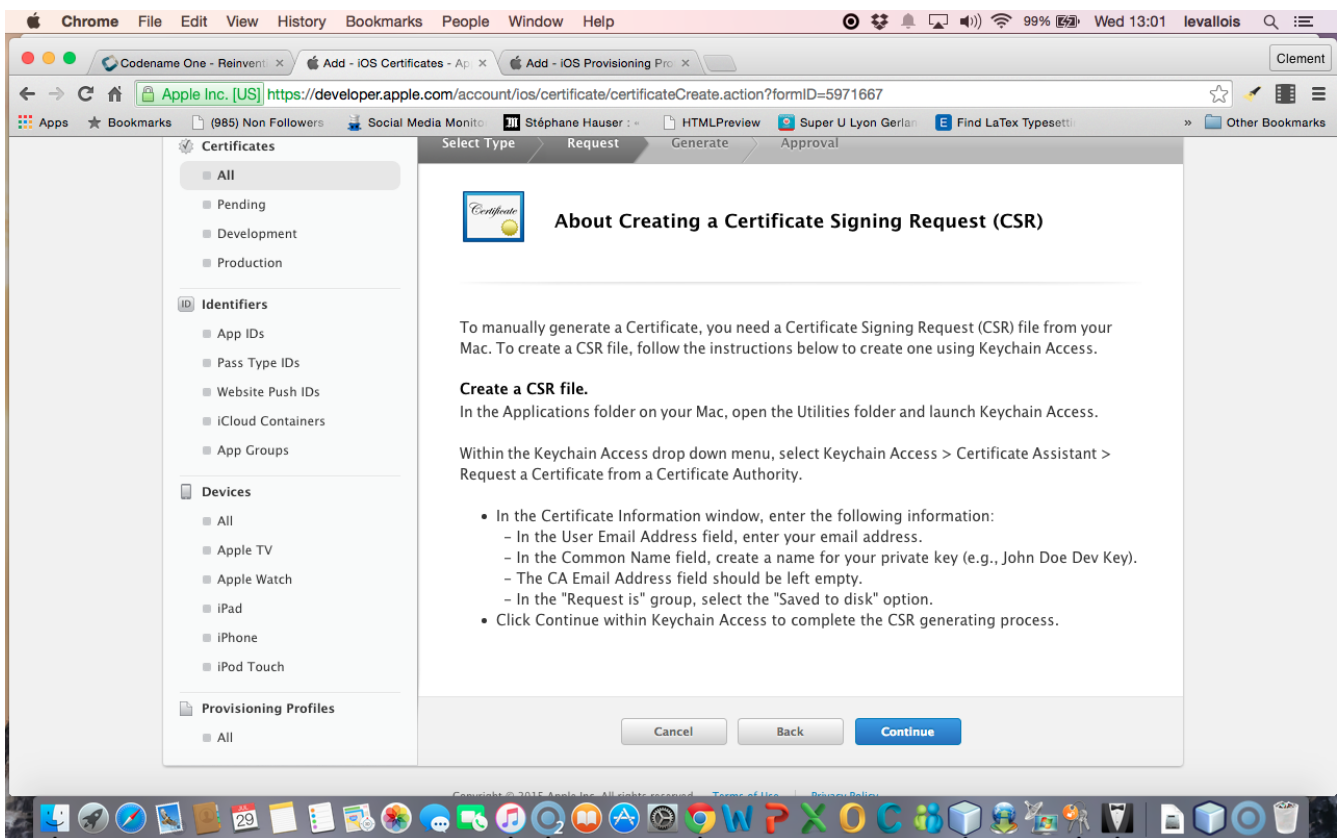 Chrome File Edit View History Bookmarks People Window Help 99% Wed 13:01 levallois
Codename One - Reinventi Add - iOS Certificates - Ap Add - iOS Provisioning Pro Clement
Apple Inc. [US] https://developer.apple.com/account/ios/certificate/certificateCreate.action?formID=5971667
Apps Bookmarks (985) Non Followers Social Media Monito Stéphane Hauser : « HTMLPreview Super U Lyon Gerlan Find LaTex Typesetti » Other Bookmarks
Certificates
All
Pending
Development
Production
ID Identifiers
App IDs
Pass Type IDs
Website Push IDs
iCloud Containers
App Groups
Devices
All
Apple TV
Apple Watch
iPad
iPhone
iPod Touch
Provisioning Profiles
All
Select Type Request Generate Approval
Certificate
About Creating a Certificate Signing Request (CSR)
To manually generate a Certificate, you need a Certificate Signing Request (CSR) file from your
Mac. To create a CSR file, follow the instructions below to create one using Keychain Access.
Create a CSR file.
In the Applications folder on your Mac, open the Utilities folder and launch Keychain Access.
Within the Keychain Access drop down menu, select Keychain Access > Certificate Assistant >
Request a Certificate from a Certificate Authority.
• In the Certificate Information window, enter the following information:
– In the User Email Address field, enter your email address.
– In the Common Name field, create a name for your private key (e.g., John Doe Dev Key).
– The CA Email Address field should be left empty.
– In the "Request is" group, select the "Saved to disk" option.
• Click Continue within Keychain Access to complete the CSR generating process.
Cancel Back Continue
Copyright © 2015 Apple Inc. All rights reserved. Terms of Use Privacy Policy
29